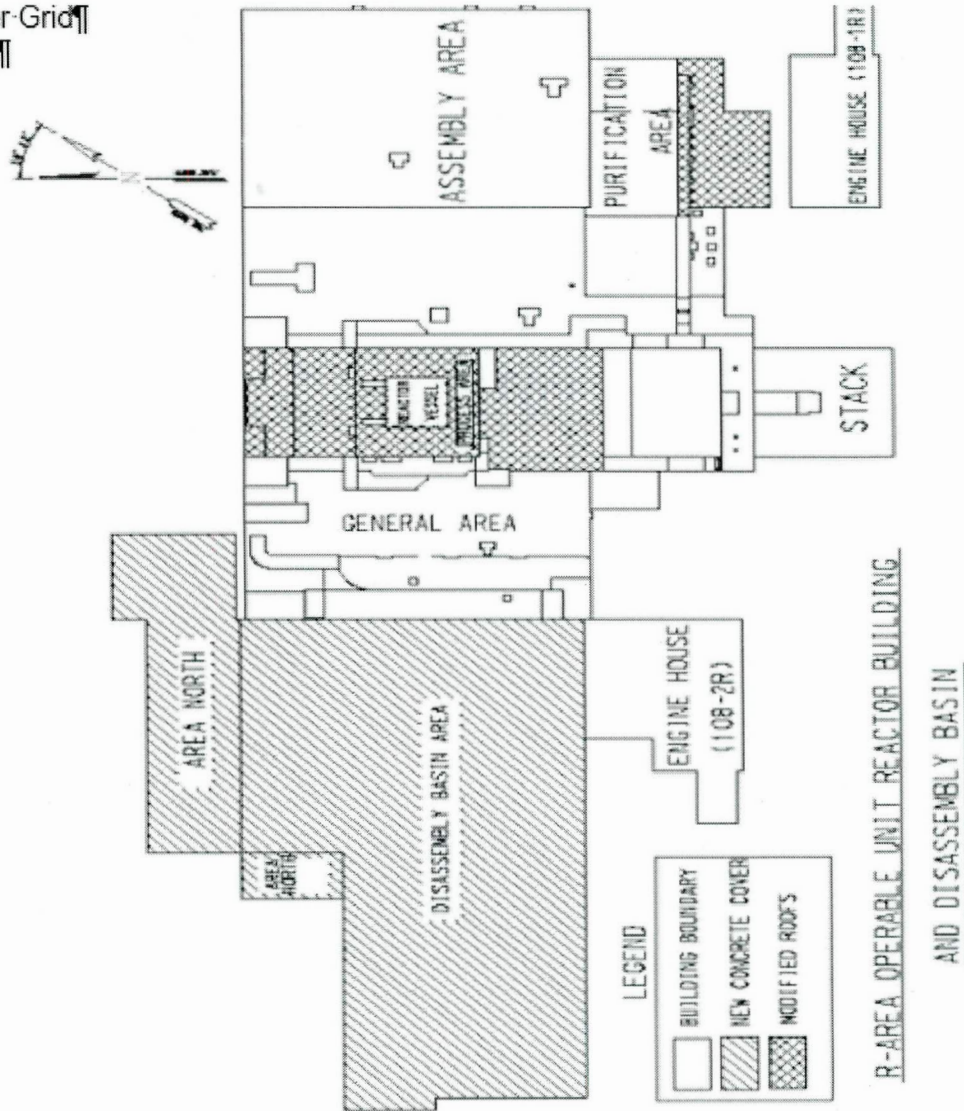 r·Grid¶
¶
N
ASSEMBLY AREA
PURIFICATION
AREA
ENGINE HOUSE (108-1R)
REACTOR
VESSEL
PROCESS AREA
STACK
GENERAL AREA
AREA NORTH
AREA
NORTH
DISASSEMBLY BASIN AREA
ENGINE HOUSE
(108-2R)
LEGEND
BUILDING BOUNDARY
NEW CONCRETE COVER
MODIFIED ROOFS
R-AREA OPERABLE UNIT REACTOR BUILDING
AND DISASSEMBLY BASIN